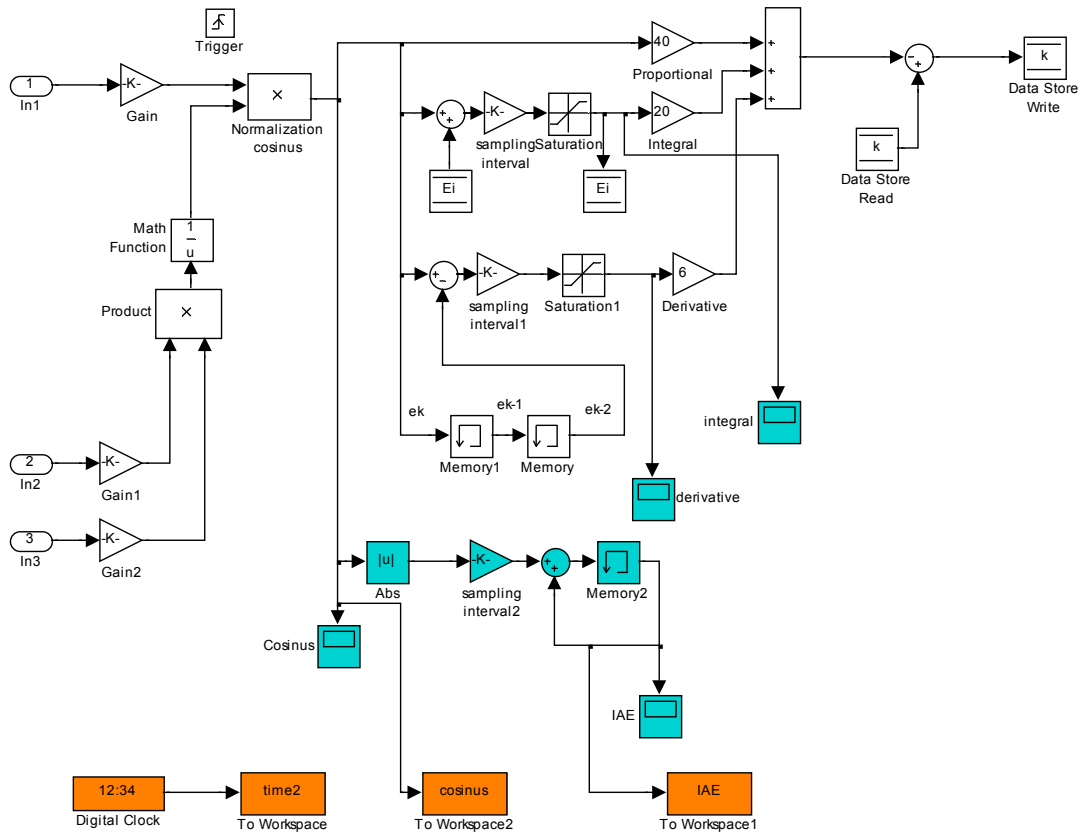 Trigger
1
In1
-K-
Gain
×
Normalization
cosinus
40
Proportional
+
+
+
-
+
k
Data Store
Write
+
+
-K-
sampling
interval
Saturation
20
Integral
Ei
Ei
k
Data Store
Read
Math
Function
1
u
Product
×
+
-
-K-
sampling
interval1
Saturation1
6
Derivative
ek
ek-1
ek-2
Memory1
Memory
integral
2
In2
-K-
Gain1
derivative
3
In3
-K-
Gain2
|u|
Abs
-K-
sampling
interval2
+
+
Memory2
Cosinus
IAE
12:34
Digital Clock
time2
To Workspace
cosinus
To Workspace2
IAE
To Workspace1